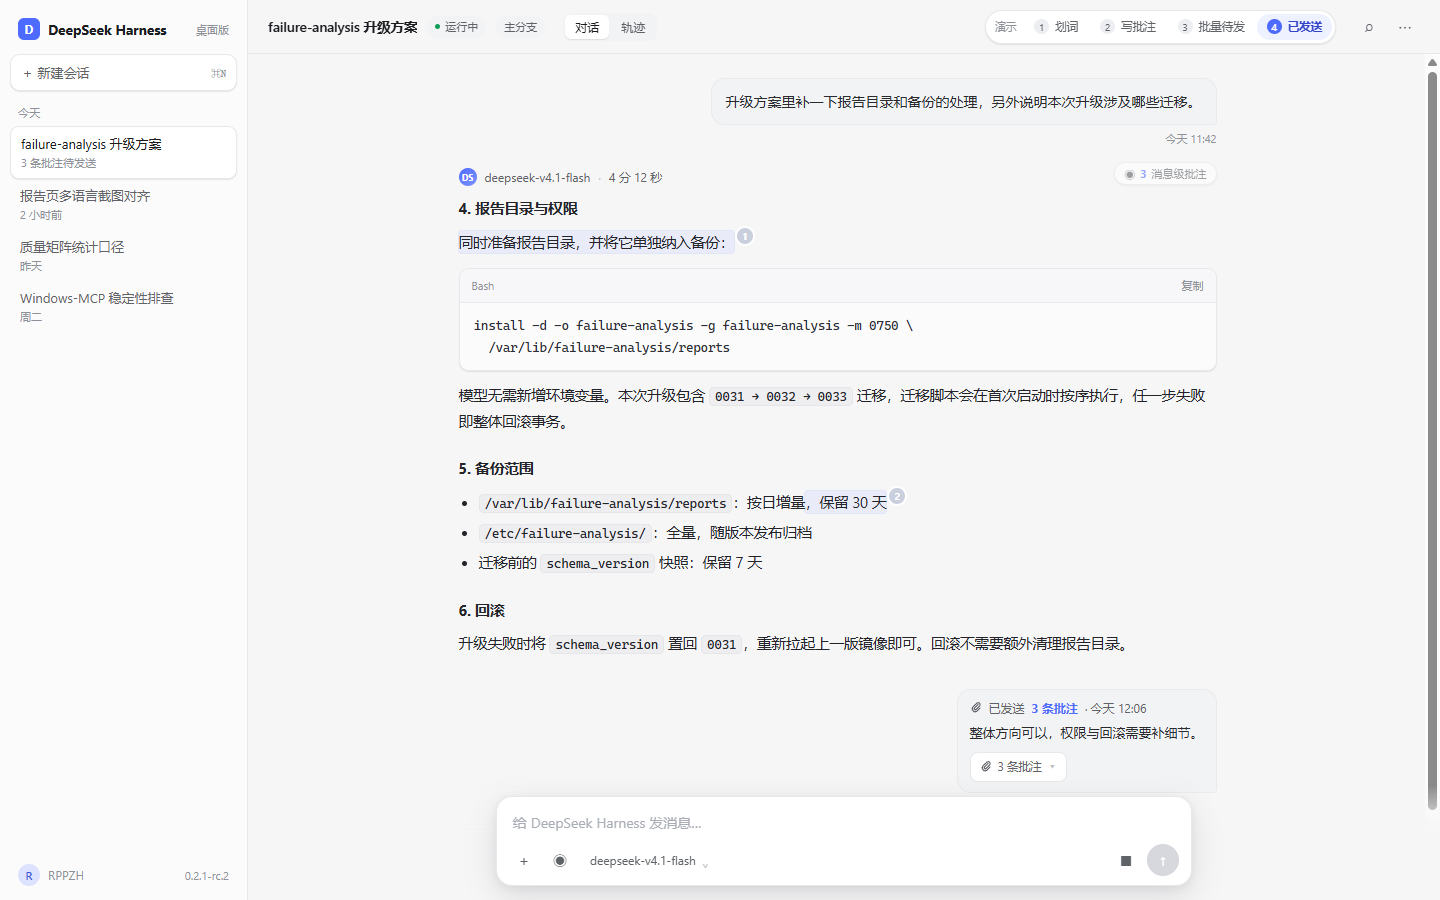 D DeepSeek Harness 桌面版
+ 新建会话 ⌘N
今天
failure-analysis 升级方案
3 条批注待发送
报告页多语言截图对齐
2 小时前
质量矩阵统计口径
昨天
Windows-MCP 稳定性排查
周二
R RPPZH 0.2.1-rc.2
failure-analysis 升级方案 运行中 主分支 对话 轨迹
演示 1 划词 2 写批注 3 批量待发 4 已发送
升级方案里补一下报告目录和备份的处理，另外说明本次升级涉及哪些迁移。
今天 11:42
DS deepseek-v4.1-flash · 4 分 12 秒
3 消息级批注
4. 报告目录与权限
同时准备报告目录，并将它单独纳入备份： 1
Bash 复制
install -d -o failure-analysis -g failure-analysis -m 0750 \
/var/lib/failure-analysis/reports
模型无需新增环境变量。本次升级包含 0031 → 0032 → 0033 迁移，迁移脚本会在首次启动时按序执行，任一步失败
即整体回滚事务。
5. 备份范围
• /var/lib/failure-analysis/reports ：按日增量，保留 30 天 2
• /etc/failure-analysis/ ：全量，随版本发布归档
• 迁移前的 schema_version 快照：保留 7 天
6. 回滚
升级失败时将 schema_version 置回 0031 ，重新拉起上一版镜像即可。回滚不需要额外清理报告目录。
已发送 3 条批注 · 今天 12:06
整体方向可以，权限与回滚需要补细节。
3 条批注
给 DeepSeek Harness 发消息...
+ deepseek-v4.1-flash